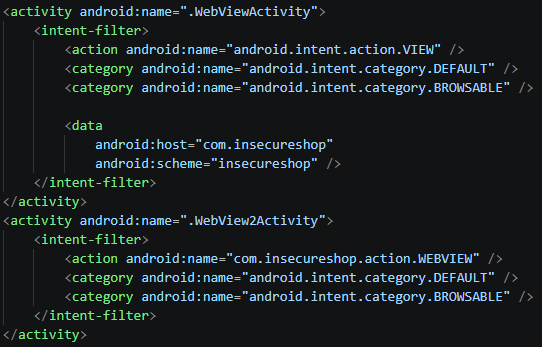 <activity android:name=".WebViewActivity">
    <intent-filter>
        <action android:name="android.intent.action.VIEW" />
        <category android:name="android.intent.category.DEFAULT" />
        <category android:name="android.intent.category.BROWSABLE" />

        <data
            android:host="com.insecureshop"
            android:scheme="insecureshop" />
    </intent-filter>
</activity>
<activity android:name=".WebView2Activity">
    <intent-filter>
        <action android:name="com.insecureshop.action.WEBVIEW" />
        <category android:name="android.intent.category.DEFAULT" />
        <category android:name="android.intent.category.BROWSABLE" />
    </intent-filter>
</activity>